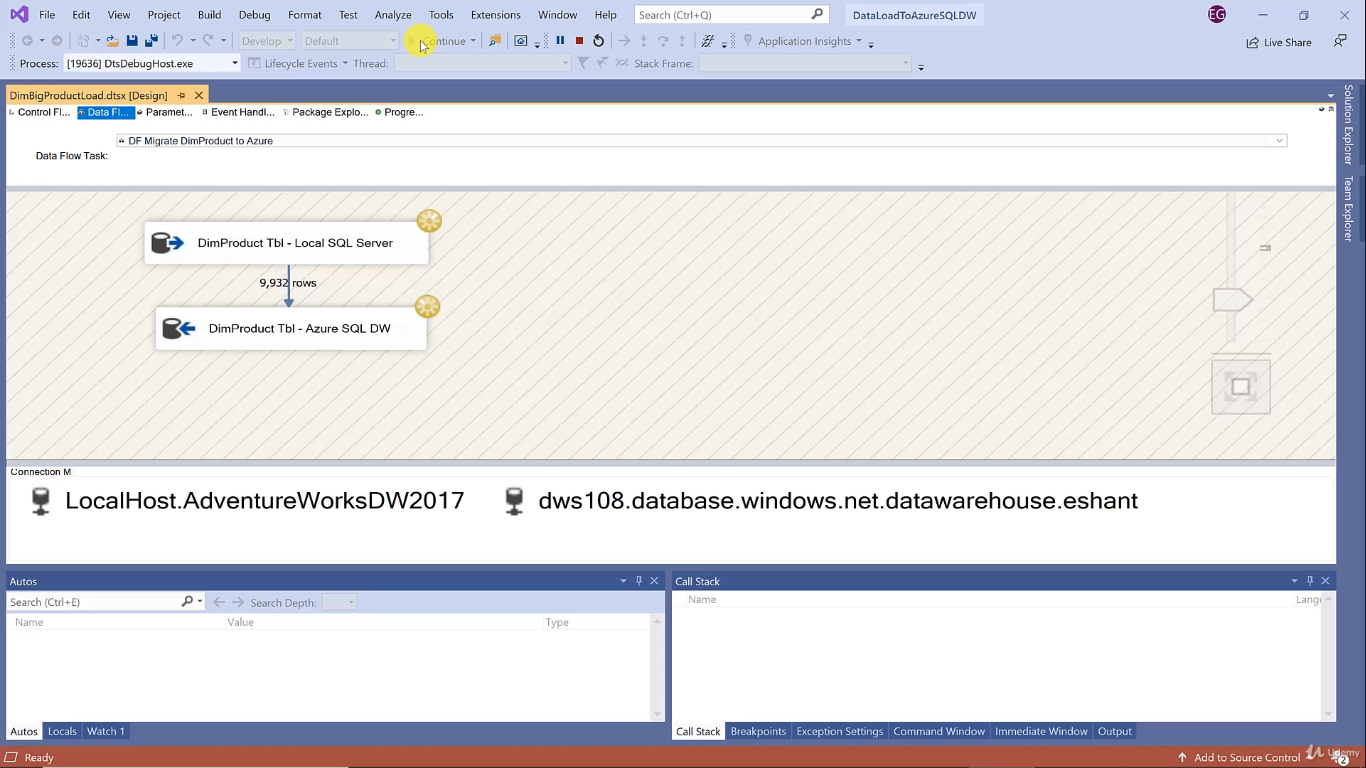 File Edit View Project Build Debug Format Test Analyze Tools Extensions Window Help Search (Ctrl+Q) DataLoadToAzureSQLDW EG
Develop Default Continue Application Insights Live Share
Process: [19636] DtsDebugHost.exe Lifecycle Events Thread: Stack Frame:
DimBigProductLoad.dtsx [Design]
Control Fl... Data Fl... Paramet... Event Handl... Package Explo... Progre...
DF Migrate DimProduct to Azure
Data Flow Task:
Solution Explorer
Team Explorer
DimProduct Tbl - Local SQL Server
9,932 rows
DimProduct Tbl - Azure SQL DW
Connection M
LocalHost.AdventureWorksDW2017 dws108.database.windows.net.datawarehouse.eshant
Autos
Search (Ctrl+E) Search Depth:
Name Value Type
Autos Locals Watch 1
Call Stack
Name Langu
Call Stack Breakpoints Exception Settings Command Window Immediate Window Output
Ready Add to Source Control 2
Udemy